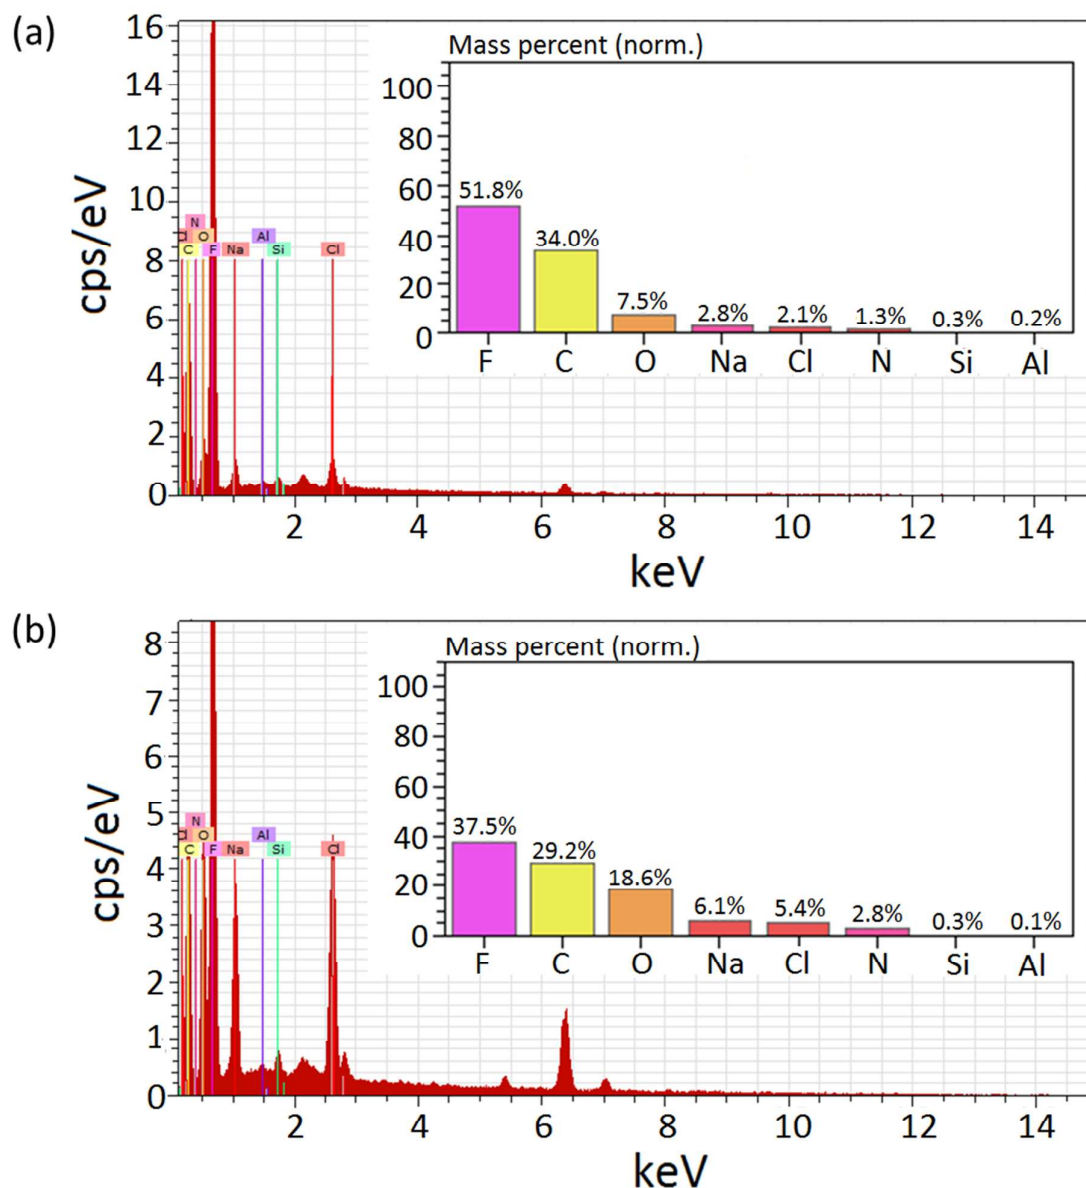 (a)
16
14
12
10
8
6
4
2
0
cps/eV
N
Cl O Al
C F Na Si Cl
Mass percent (norm.)
100
80
60
40
20
0
51.8% 34.0% 7.5% 2.8% 2.1% 1.3% 0.3% 0.2%
F C O Na Cl N Si Al
2 4 6 8 10 12 14
keV
(b)
8
7
6
5
4
3
2
1
0
cps/eV
N
Cl O Al
C F Na Si Cl
Mass percent (norm.)
100
80
60
40
20
0
37.5% 29.2% 18.6% 6.1% 5.4% 2.8% 0.3% 0.1%
F C O Na Cl N Si Al
2 4 6 8 10 12 14
keV